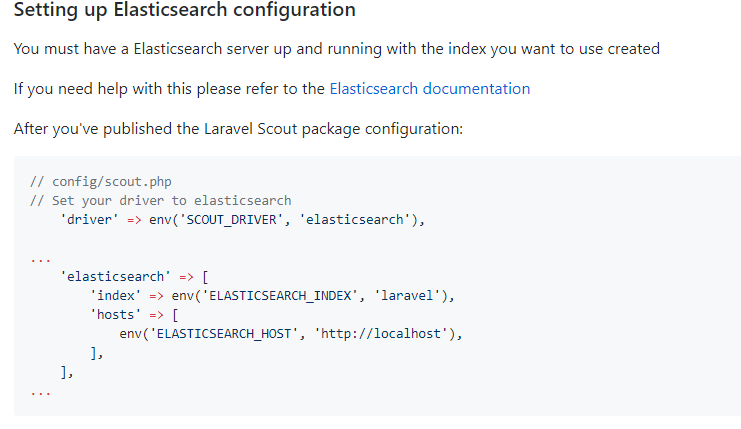 Setting up Elasticsearch configuration
You must have a Elasticsearch server up and running with the index you want to use created
If you need help with this please refer to the Elasticsearch documentation
After you've published the Laravel Scout package configuration:
// config/scout.php
// Set your driver to elasticsearch
    'driver' => env('SCOUT_DRIVER', 'elasticsearch'),
...
    'elasticsearch' => [
        'index' => env('ELASTICSEARCH_INDEX', 'laravel'),
        'hosts' => [
            env('ELASTICSEARCH_HOST', 'http://localhost'),
        ],
    ],
...